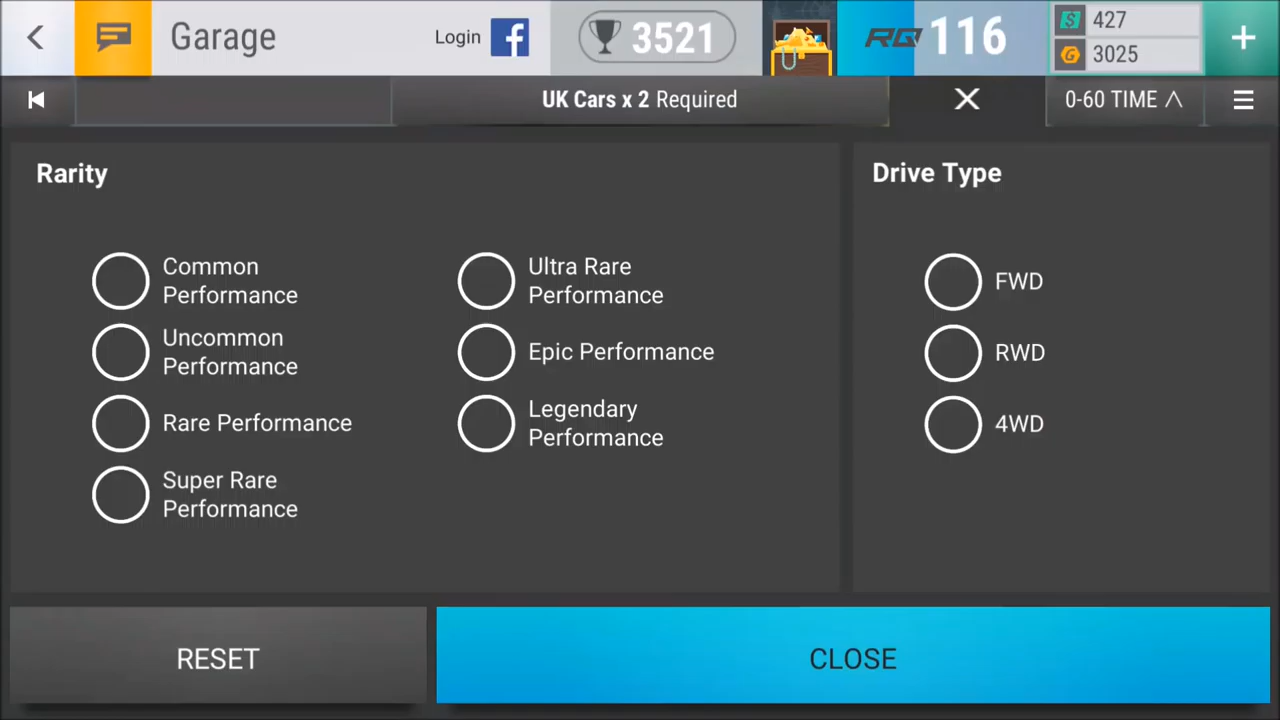 Garage
Login
3521
RQ 116
$ 427
G 3025
UK Cars x 2 Required
0-60 TIME
Rarity
Common
Performance
Uncommon
Performance
Rare Performance
Super Rare
Performance
Ultra Rare
Performance
Epic Performance
Legendary
Performance
Drive Type
FWD
RWD
4WD
RESET
CLOSE